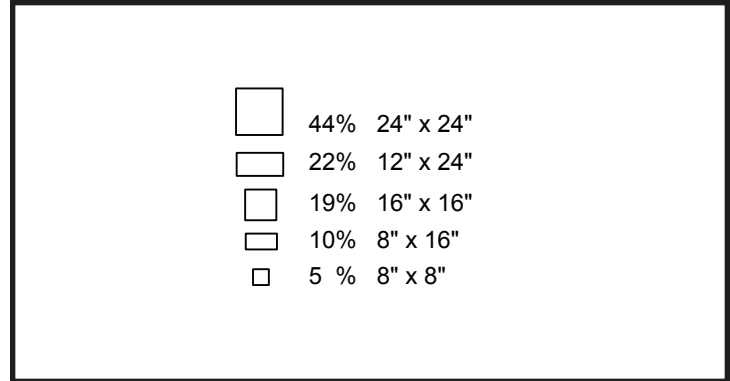 44% 24" x 24"
22% 12" x 24"
19% 16" x 16"
10% 8" x 16"
5 % 8" x 8"